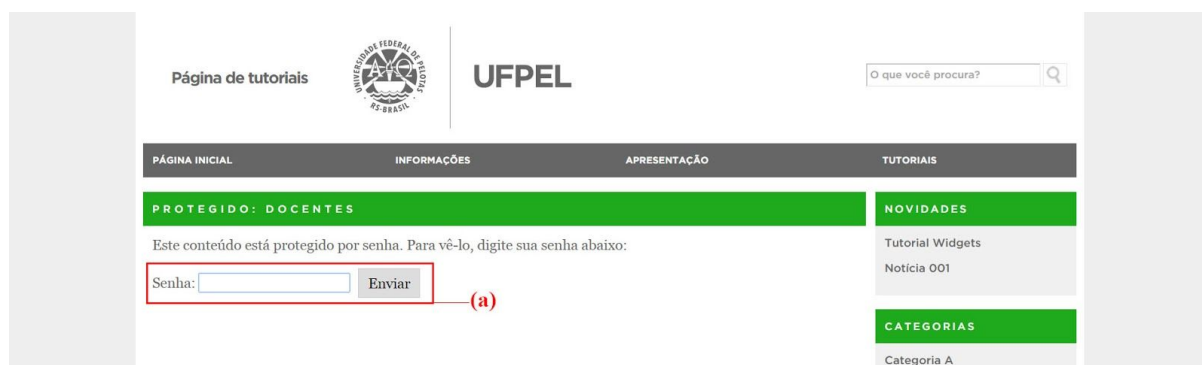 Página de tutoriais
UNIVERSIDADE FEDERAL DE PELOTAS
RS-BRASIL
UFPEL
O que você procura?
PÁGINA INICIAL INFORMAÇÕES APRESENTAÇÃO TUTORIAIS
PROTEGIDO: DOCENTES
Este conteúdo está protegido por senha. Para vê-lo, digite sua senha abaixo:
Senha: Enviar
(a)
NOVIDADES
Tutorial Widgets
Notícia 001
CATEGORIAS
Categoria A